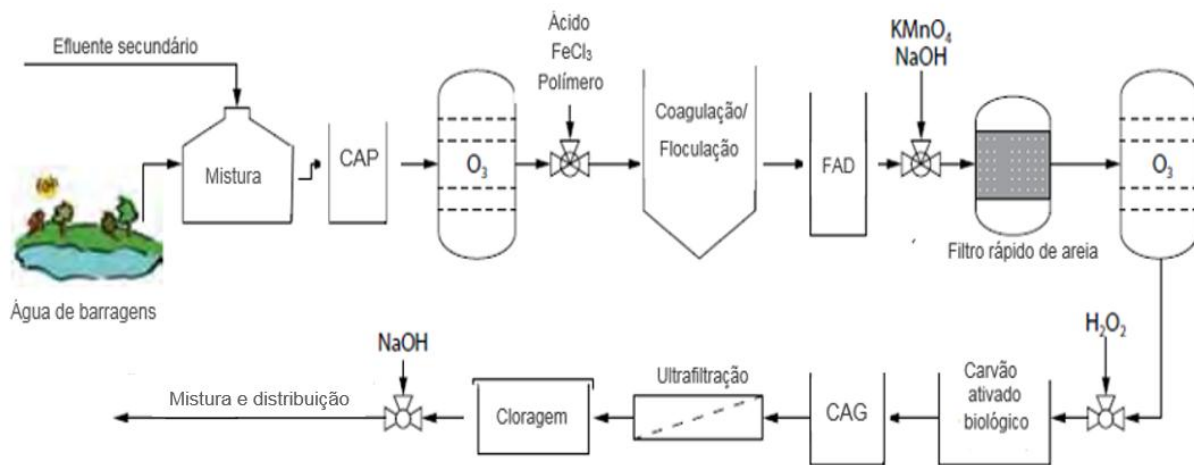 Efluente secundário
Água de barragens
Mistura
CAP
O₃
Ácido
FeCl₃
Polímero
Coagulação/
Floculação
FAD
KMnO₄
NaOH
Filtro rápido de areia
O₃
H₂O₂
Carvão
ativado
biológico
CAG
Ultrafiltração
Cloragem
NaOH
Mistura e distribuição